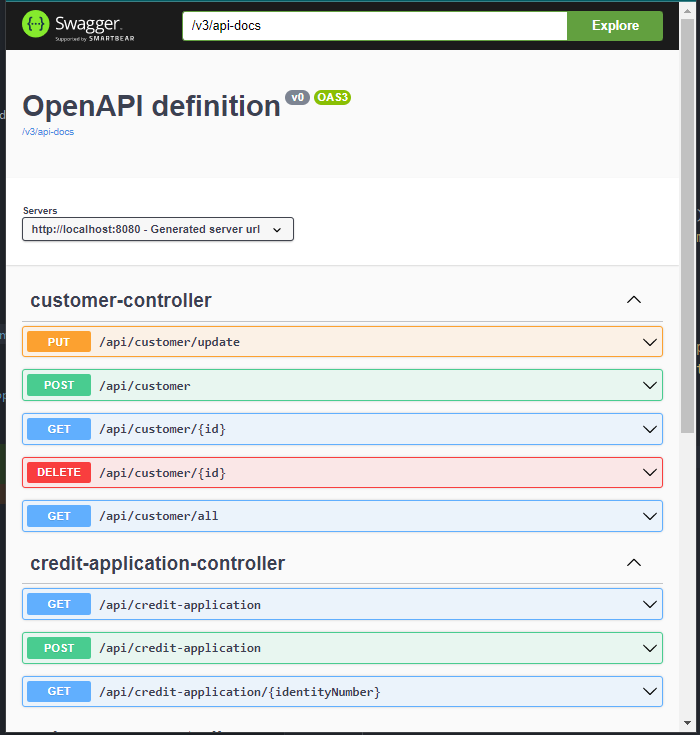 Swagger.
Supported by SMARTBEAR
/v3/api-docs
Explore
OpenAPI definition v0 OAS3
/v3/api-docs
Servers
http://localhost:8080 - Generated server url
customer-controller
PUT /api/customer/update
POST /api/customer
GET /api/customer/{id}
DELETE /api/customer/{id}
GET /api/customer/all
credit-application-controller
GET /api/credit-application
POST /api/credit-application
GET /api/credit-application/{identityNumber}